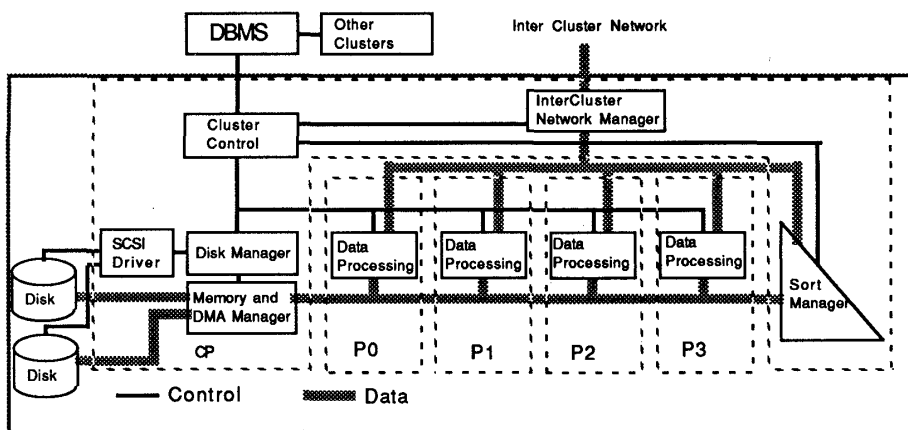 DBMS
Other
Clusters
Inter Cluster Network
InterCluster
Network Manager
Cluster
Control
SCSI
Driver
Disk Manager
Data
Processing
Data
Processing
Data
Processing
Data
Processing
Disk
Memory and
DMA Manager
Sort
Manager
Disk
CP
P0
P1
P2
P3
Control
Data